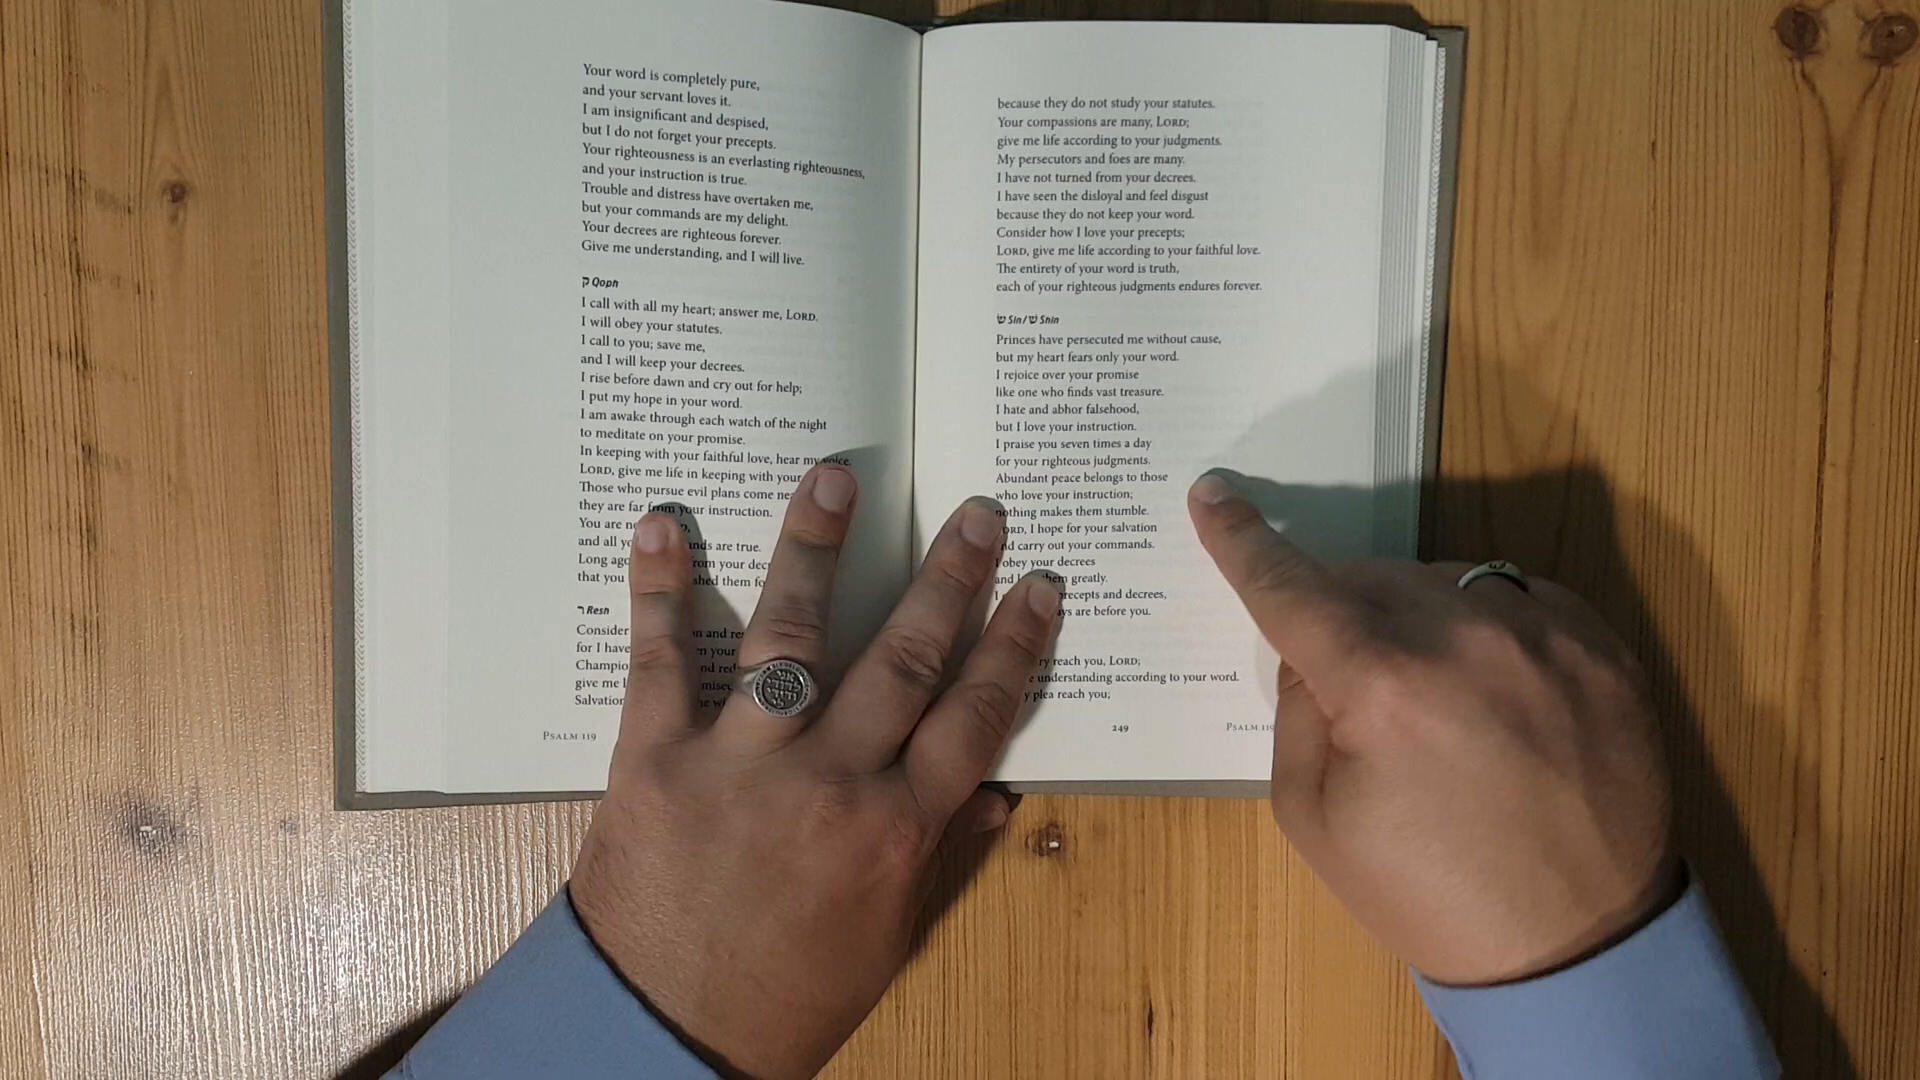 Your word is completely pure,
and your servant loves it.
I am insignificant and despised,
but I do not forget your precepts.
Your righteousness is an everlasting righteousness,
and your instruction is true.
Trouble and distress have overtaken me,
but your commands are my delight.
Your decrees are righteous forever.
Give me understanding, and I will live.
ק Qoph
I call with all my heart; answer me, LORD.
I will obey your statutes.
I call to you; save me,
and I will keep your decrees.
I rise before dawn and cry out for help;
I put my hope in your word.
I am awake through each watch of the night
to meditate on your promise.
In keeping with your faithful love, hear my voice.
LORD, give me life in keeping with your
Those who pursue evil plans come
they are far from your instruction.
You are
and all are true.
Long from your
that you them
ר Resh
Consider and
for I have your
and
give me
PSALM 119
because they do not study your statutes.
Your compassions are many, LORD;
give me life according to your judgments.
My persecutors and foes are many.
I have not turned from your decrees.
I have seen the disloyal and feel disgust
because they do not keep your word.
Consider how I love your precepts;
LORD, give me life according to your faithful love.
The entirety of your word is truth,
each of your righteous judgments endures forever.
שׂ Sin / שׁ Shin
Princes have persecuted me without cause,
but my heart fears only your word.
I rejoice over your promise
like one who finds vast treasure.
I hate and abhor falsehood,
but I love your instruction.
I praise you seven times a day
for your righteous judgments.
Abundant peace belongs to those
who love your instruction;
nothing makes them stumble.
LORD, I hope for your salvation
and carry out your commands.
I obey your decrees
and them greatly.
I precepts and decrees,
are before you.
reach you, LORD;
understanding according to your word.
plea reach you;
249
PSALM 119